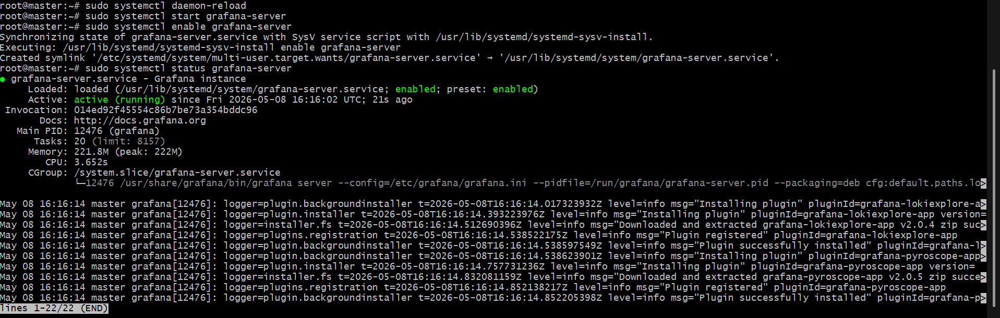 root@master:~# sudo systemctl daemon-reload
root@master:~# sudo systemctl start grafana-server
root@master:~# sudo systemctl enable grafana-server
Synchronizing state of grafana-server.service with SysV service script with /usr/lib/systemd/systemd-sysv-install.
Executing: /usr/lib/systemd/systemd-sysv-install enable grafana-server
Created symlink '/etc/systemd/system/multi-user.target.wants/grafana-server.service' → '/usr/lib/systemd/system/grafana-server.service'.
root@master:~# sudo systemctl status grafana-server
● grafana-server.service - Grafana instance
Loaded: loaded (/usr/lib/systemd/system/grafana-server.service; enabled; preset: enabled)
Active: active (running) since Fri 2026-05-08 16:16:02 UTC; 21s ago
Invocation: 014ed92f45554c86b7be73a354bddc96
Docs: http://docs.grafana.org
Main PID: 12476 (grafana)
Tasks: 20 (limit: 8157)
Memory: 221.8M (peak: 222M)
CPU: 3.652s
CGroup: /system.slice/grafana-server.service
└─12476 /usr/share/grafana/bin/grafana server --config=/etc/grafana/grafana.ini --pidfile=/run/grafana/grafana-server.pid --packaging=deb cfg:default.paths.lo>
May 08 16:16:14 master grafana[12476]: logger=plugin.backgroundinstaller t=2026-05-08T16:16:14.017323932Z level=info msg="Installing plugin" pluginId=grafana-lokiexplore-a>
May 08 16:16:14 master grafana[12476]: logger=plugin.installer t=2026-05-08T16:16:14.393223976Z level=info msg="Installing plugin" pluginId=grafana-lokiexplore-app version=
May 08 16:16:14 master grafana[12476]: logger=installer.fs t=2026-05-08T16:16:14.512690396Z level=info msg="Downloaded and extracted grafana-lokiexplore-app v2.0.4 zip suc>
May 08 16:16:14 master grafana[12476]: logger=plugins.registration t=2026-05-08T16:16:14.538522175Z level=info msg="Plugin registered" pluginId=grafana-lokiexplore-app
May 08 16:16:14 master grafana[12476]: logger=plugin.backgroundinstaller t=2026-05-08T16:16:14.538597549Z level=info msg="Plugin successfully installed" pluginId=grafana-l>
May 08 16:16:14 master grafana[12476]: logger=plugin.backgroundinstaller t=2026-05-08T16:16:14.538623901Z level=info msg="Installing plugin" pluginId=grafana-pyroscope-app>
May 08 16:16:14 master grafana[12476]: logger=plugin.installer t=2026-05-08T16:16:14.757731236Z level=info msg="Installing plugin" pluginId=grafana-pyroscope-app version=
May 08 16:16:14 master grafana[12476]: logger=installer.fs t=2026-05-08T16:16:14.832081159Z level=info msg="Downloaded and extracted grafana-pyroscope-app v2.0.5 zip succe>
May 08 16:16:14 master grafana[12476]: logger=plugins.registration t=2026-05-08T16:16:14.852138217Z level=info msg="Plugin registered" pluginId=grafana-pyroscope-app
May 08 16:16:14 master grafana[12476]: logger=plugin.backgroundinstaller t=2026-05-08T16:16:14.852205398Z level=info msg="Plugin successfully installed" pluginId=grafana-p>
lines 1-22/22 (END)